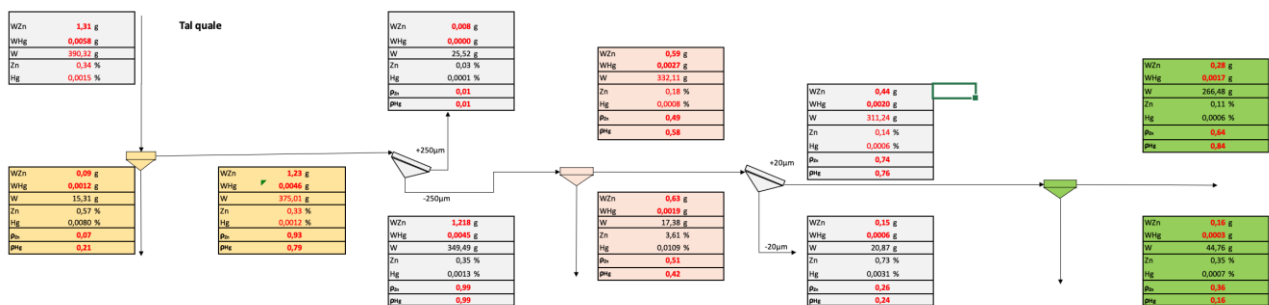 Tal quale
WZn 1,31 g
WHg 0,0058 g
W 390,32 g
Zn 0,34 %
Hg 0,0015 %
WZn 0,09 g
WHg 0,0012 g
W 15,31 g
Zn 0,57 %
Hg 0,0080 %
ρZn 0,07
ρHg 0,21
WZn 1,23 g
WHg 0,0046 g
W 375,01 g
Zn 0,33 %
Hg 0,0012 %
ρZn 0,93
ρHg 0,79
WZn 0,008 g
WHg 0,0000 g
W 25,52 g
Zn 0,03 %
Hg 0,0001 %
ρZn 0,01
ρHg 0,01
+250µm
-250µm
WZn 1,218 g
WHg 0,0045 g
W 349,49 g
Zn 0,35 %
Hg 0,0013 %
ρZn 0,99
ρHg 0,99
WZn 0,59 g
WHg 0,0027 g
W 332,11 g
Zn 0,18 %
Hg 0,0008 %
ρZn 0,49
ρHg 0,58
WZn 0,63 g
WHg 0,0019 g
W 17,38 g
Zn 3,61 %
Hg 0,0109 %
ρZn 0,51
ρHg 0,42
WZn 0,44 g
WHg 0,0020 g
W 311,24 g
Zn 0,14 %
Hg 0,0006 %
ρZn 0,74
ρHg 0,76
+20µm
-20µm
WZn 0,15 g
WHg 0,0006 g
W 20,87 g
Zn 0,73 %
Hg 0,0031 %
ρZn 0,26
ρHg 0,24
WZn 0,28 g
WHg 0,0017 g
W 266,48 g
Zn 0,11 %
Hg 0,0006 %
ρZn 0,64
ρHg 0,84
WZn 0,16 g
WHg 0,0003 g
W 44,76 g
Zn 0,35 %
Hg 0,0007 %
ρZn 0,36
ρHg 0,16